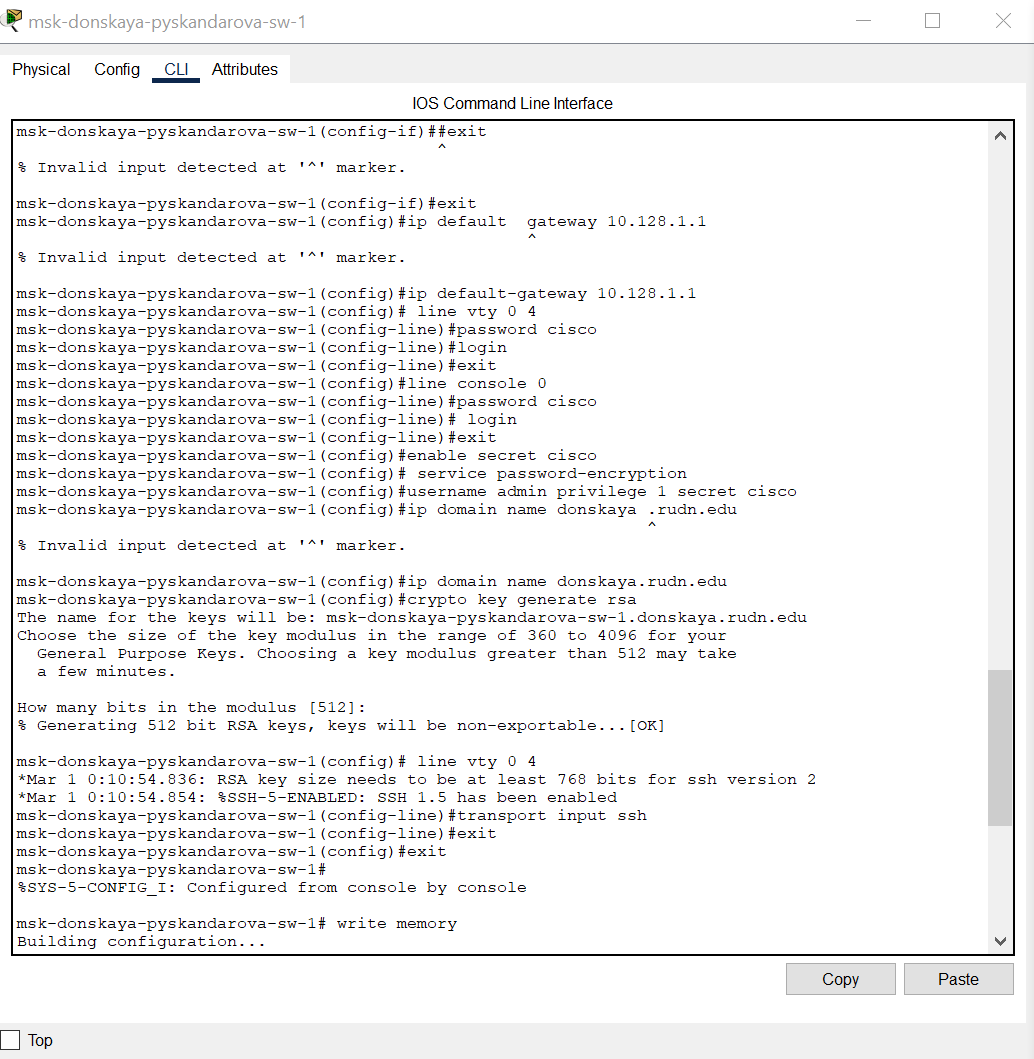 msk-donskaya-pyskandarova-sw-1
Physical Config CLI Attributes
IOS Command Line Interface
msk-donskaya-pyskandarova-sw-1(config-if)##exit
^
% Invalid input detected at '^' marker.
msk-donskaya-pyskandarova-sw-1(config-if)#exit
msk-donskaya-pyskandarova-sw-1(config)#ip default  gateway 10.128.1.1
^
% Invalid input detected at '^' marker.
msk-donskaya-pyskandarova-sw-1(config)#ip default-gateway 10.128.1.1
msk-donskaya-pyskandarova-sw-1(config)# line vty 0 4
msk-donskaya-pyskandarova-sw-1(config-line)#password cisco
msk-donskaya-pyskandarova-sw-1(config-line)#login
msk-donskaya-pyskandarova-sw-1(config-line)#exit
msk-donskaya-pyskandarova-sw-1(config)#line console 0
msk-donskaya-pyskandarova-sw-1(config-line)#password cisco
msk-donskaya-pyskandarova-sw-1(config-line)# login
msk-donskaya-pyskandarova-sw-1(config-line)#exit
msk-donskaya-pyskandarova-sw-1(config)#enable secret cisco
msk-donskaya-pyskandarova-sw-1(config)# service password-encryption
msk-donskaya-pyskandarova-sw-1(config)#username admin privilege 1 secret cisco
msk-donskaya-pyskandarova-sw-1(config)#ip domain name donskaya .rudn.edu
^
% Invalid input detected at '^' marker.
msk-donskaya-pyskandarova-sw-1(config)#ip domain name donskaya.rudn.edu
msk-donskaya-pyskandarova-sw-1(config)#crypto key generate rsa
The name for the keys will be: msk-donskaya-pyskandarova-sw-1.donskaya.rudn.edu
Choose the size of the key modulus in the range of 360 to 4096 for your
General Purpose Keys. Choosing a key modulus greater than 512 may take
a few minutes.
How many bits in the modulus [512]:
% Generating 512 bit RSA keys, keys will be non-exportable...[OK]
msk-donskaya-pyskandarova-sw-1(config)# line vty 0 4
*Mar 1 0:10:54.836: RSA key size needs to be at least 768 bits for ssh version 2
*Mar 1 0:10:54.854: %SSH-5-ENABLED: SSH 1.5 has been enabled
msk-donskaya-pyskandarova-sw-1(config-line)#transport input ssh
msk-donskaya-pyskandarova-sw-1(config-line)#exit
msk-donskaya-pyskandarova-sw-1(config)#exit
msk-donskaya-pyskandarova-sw-1#
%SYS-5-CONFIG_I: Configured from console by console
msk-donskaya-pyskandarova-sw-1# write memory
Building configuration...
Copy Paste
Top